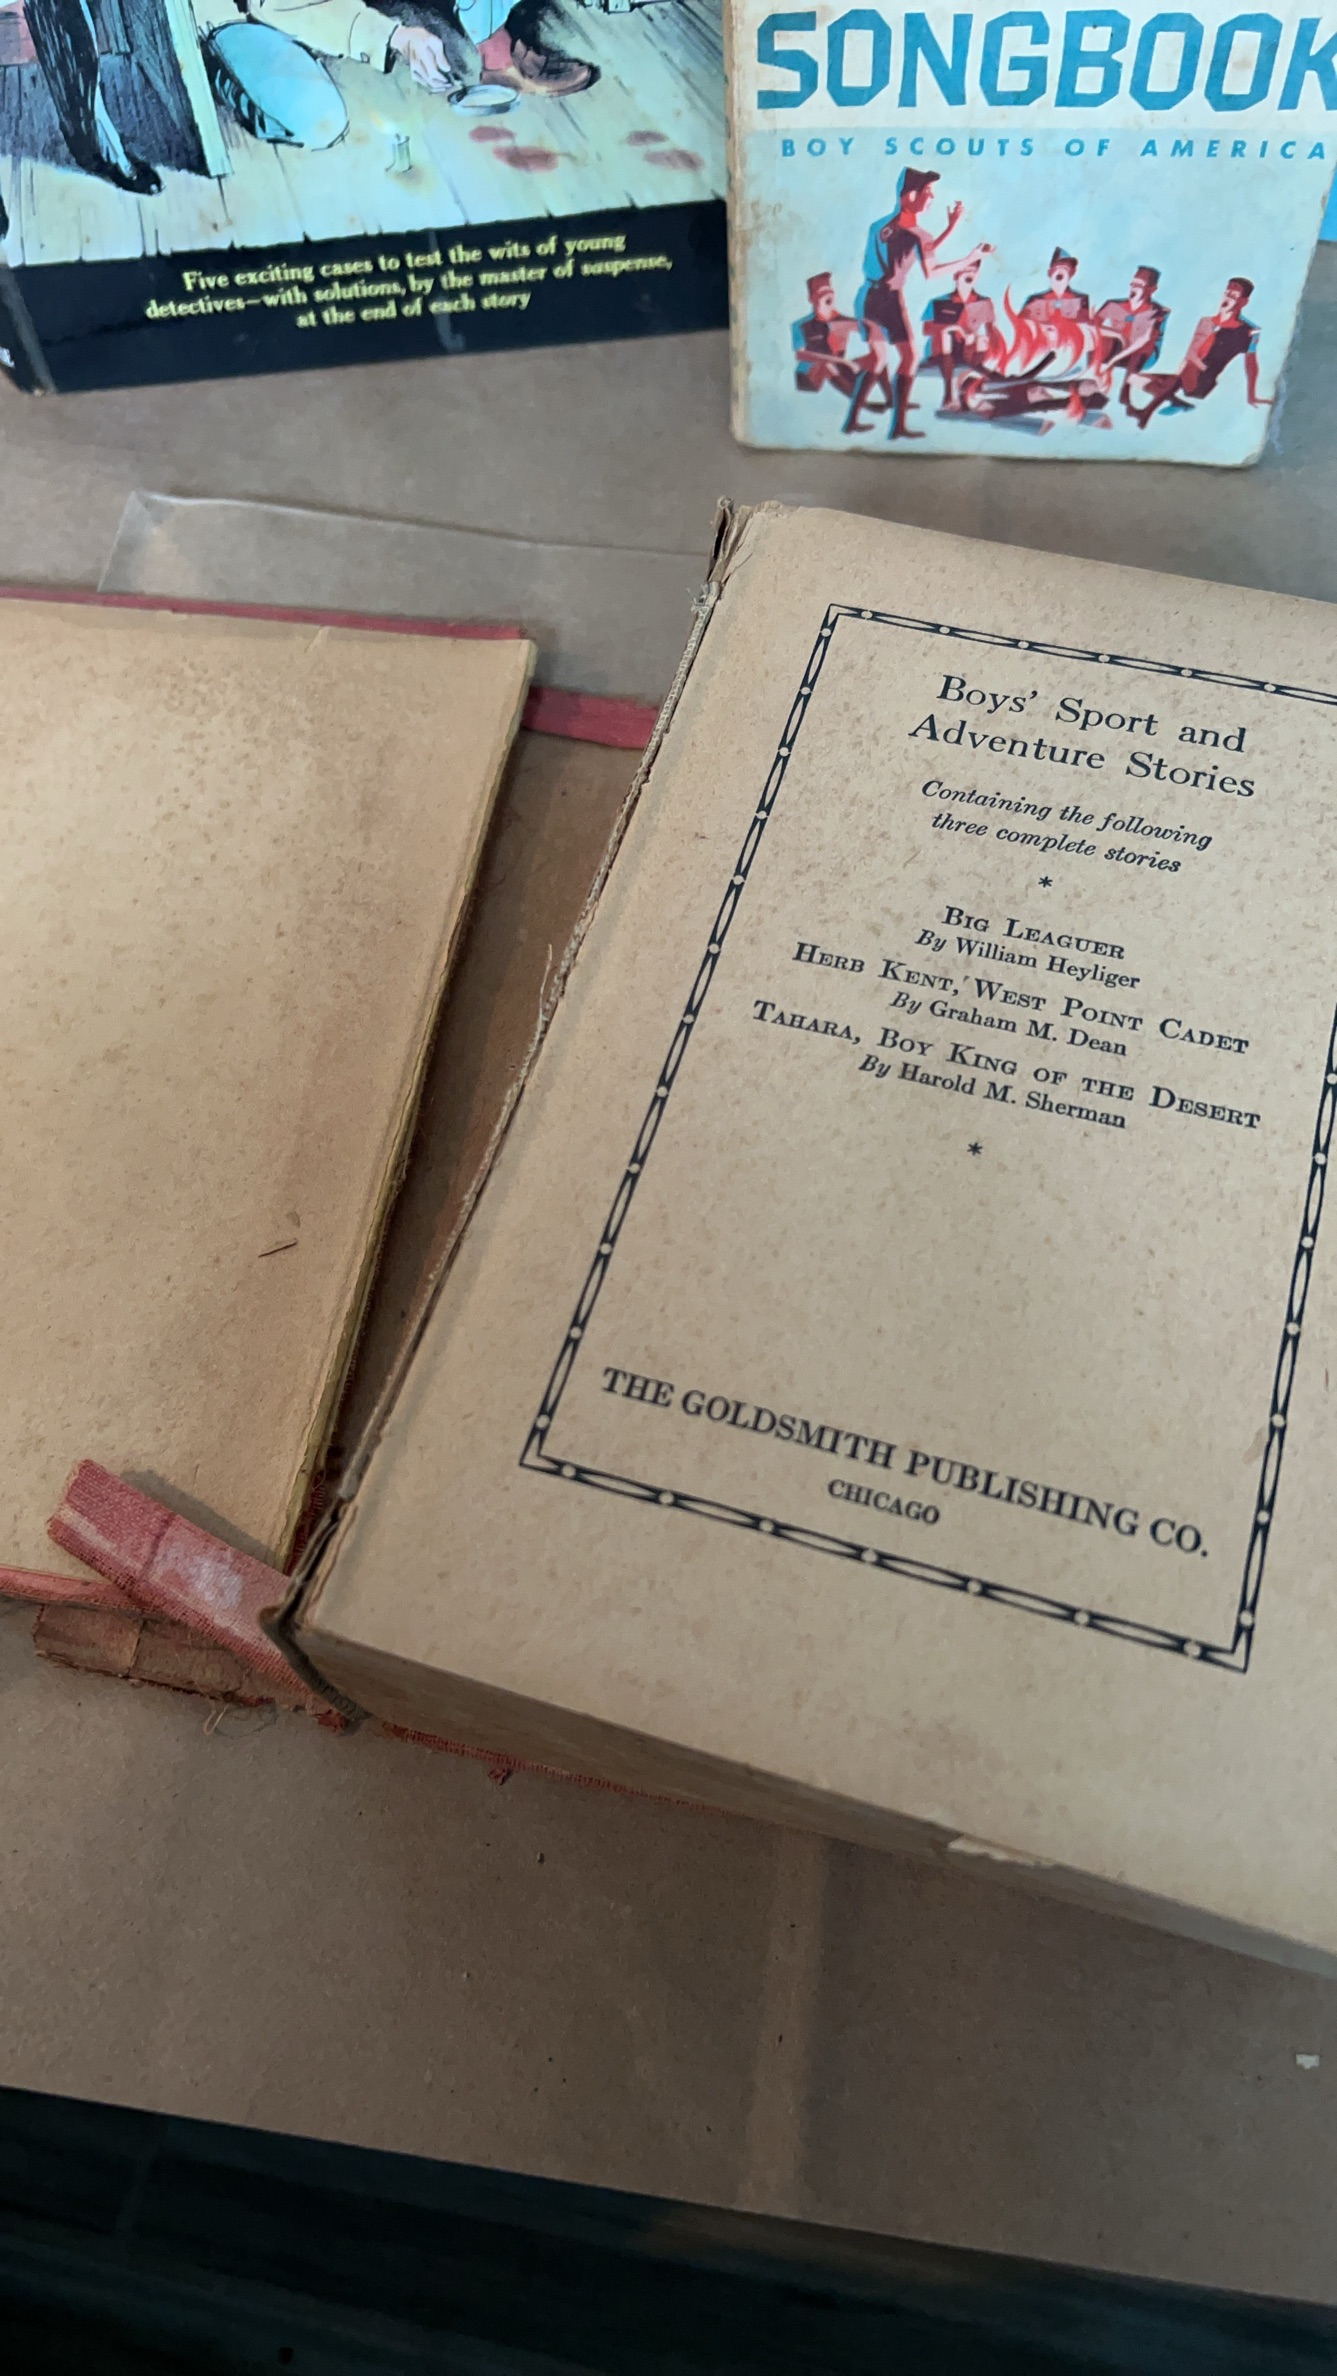 Five exciting cases to test the wits of young
detectives—with solutions, by the master of suspense,
at the end of each story
SONGBOOK
BOY SCOUTS OF AMERICA
Boys' Sport and
Adventure Stories
Containing the following
three complete stories
*
BIG LEAGUER
By William Heyliger
HERB KENT, WEST POINT CADET
By Graham M. Dean
TAHARA, BOY KING OF THE DESERT
By Harold M. Sherman
*
THE GOLDSMITH PUBLISHING CO.
CHICAGO